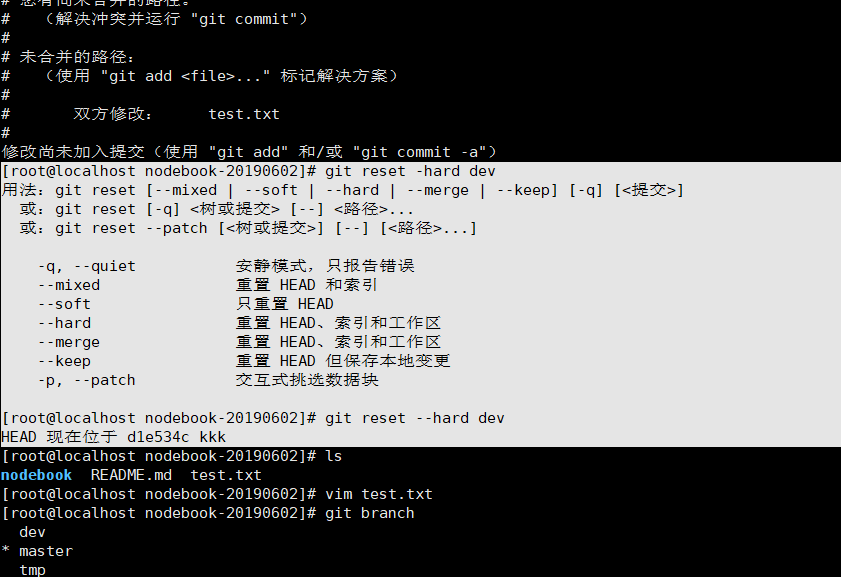 # 您有尚未合并的路径。
#   （解决冲突并运行 "git commit"）
#
# 未合并的路径：
#   （使用 "git add <file>..." 标记解决方案）
#
#       双方修改：      test.txt
#
修改尚未加入提交（使用 "git add" 和/或 "git commit -a"）
[root@localhost nodebook-20190602]# git reset -hard dev
用法：git reset [--mixed | --soft | --hard | --merge | --keep] [-q] [<提交>]
  或：git reset [-q] <树或提交> [--] <路径>...
  或：git reset --patch [<树或提交>] [--] [<路径>...]
    -q, --quiet           安静模式，只报告错误
    --mixed               重置 HEAD 和索引
    --soft                只重置 HEAD
    --hard                重置 HEAD、索引和工作区
    --merge               重置 HEAD、索引和工作区
    --keep                重置 HEAD 但保存本地变更
    -p, --patch           交互式挑选数据块
[root@localhost nodebook-20190602]# git reset --hard dev
HEAD 现在位于 d1e534c kkk
[root@localhost nodebook-20190602]# ls
nodebook  README.md  test.txt
[root@localhost nodebook-20190602]# vim test.txt
[root@localhost nodebook-20190602]# git branch
  dev
* master
  tmp